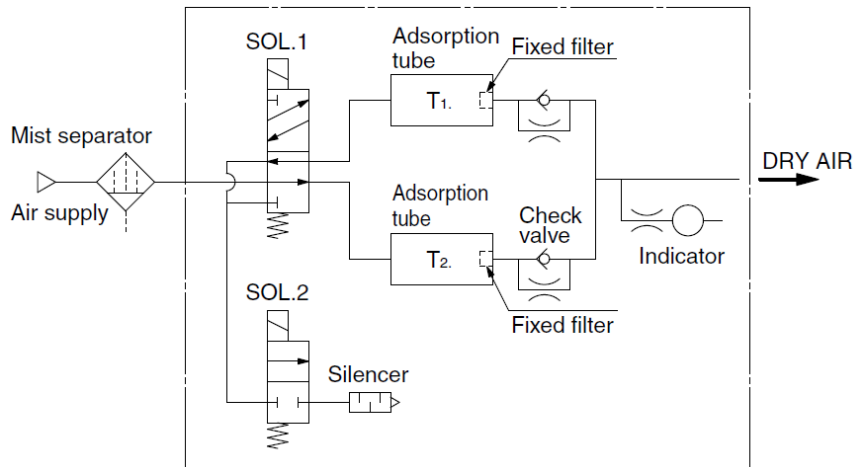 SOL.1
Adsorption
tube
Fixed filter
T1.
Mist separator
Air supply
DRY AIR
Adsorption
tube
Check
valve
T2.
Indicator
SOL.2
Fixed filter
Silencer